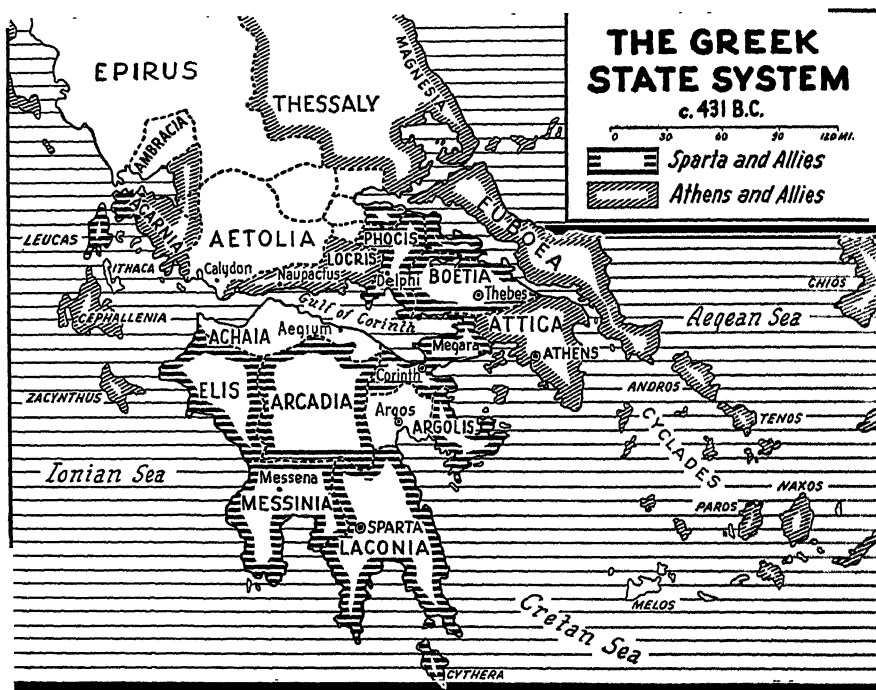 THE GREEK
STATE SYSTEM
c. 431 B.C.
0 30 60 90 120 MI.
Sparta and Allies
Athens and Allies
EPIRUS
THESSALY
MAGNESIA
AMBRACIA
ACARNIA
LEUCAS
AETOLIA
PHOCIS
EUBOEA
LOCRIS
ITHACA
Calydon
Naupactus
Delphi
BOETIA
Thebes
CHIOS
CEPHALLENIA
Gulf of Corinth
ATTICA
Aegean Sea
ACHAIA
Aegium
Megara
ATHENS
ZACYNTHUS
ELIS
ARCADIA
Corinth
ANDROS
Argos
ARGOLIS
TENOS
CYCLADES
Ionian Sea
Messena
MESSINIA
NAXOS
PAROS
SPARTA
LACONIA
MELOS
Cretan Sea
CYTHERA